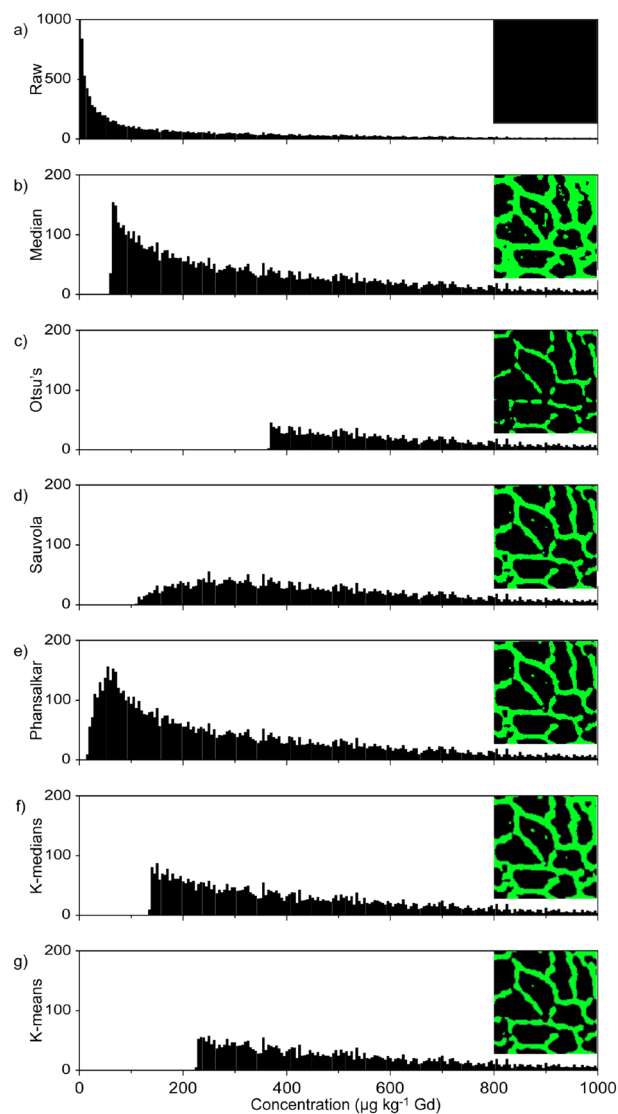 a)
Raw
1000
500
0
b)
Median
200
100
0
c)
Otsu's
200
100
0
d)
Sauvola
200
100
0
e)
Phansalkar
200
100
0
f)
K-medians
200
100
0
g)
K-means
200
100
0
0 200 400 600 800 1000
Concentration (µg kg⁻¹ Gd)